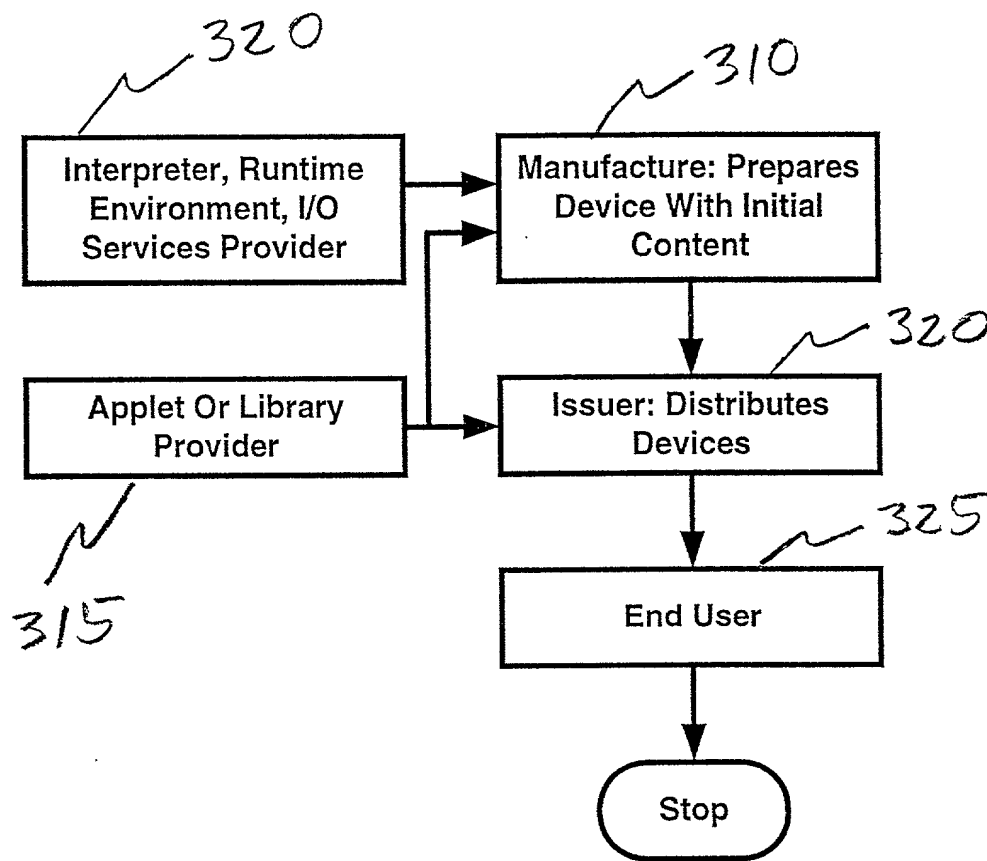 320
310
Interpreter, Runtime
Environment, I/O
Services Provider
Manufacture: Prepares
Device With Initial
Content
320
Applet Or Library
Provider
Issuer: Distributes
Devices
315
325
End User
Stop